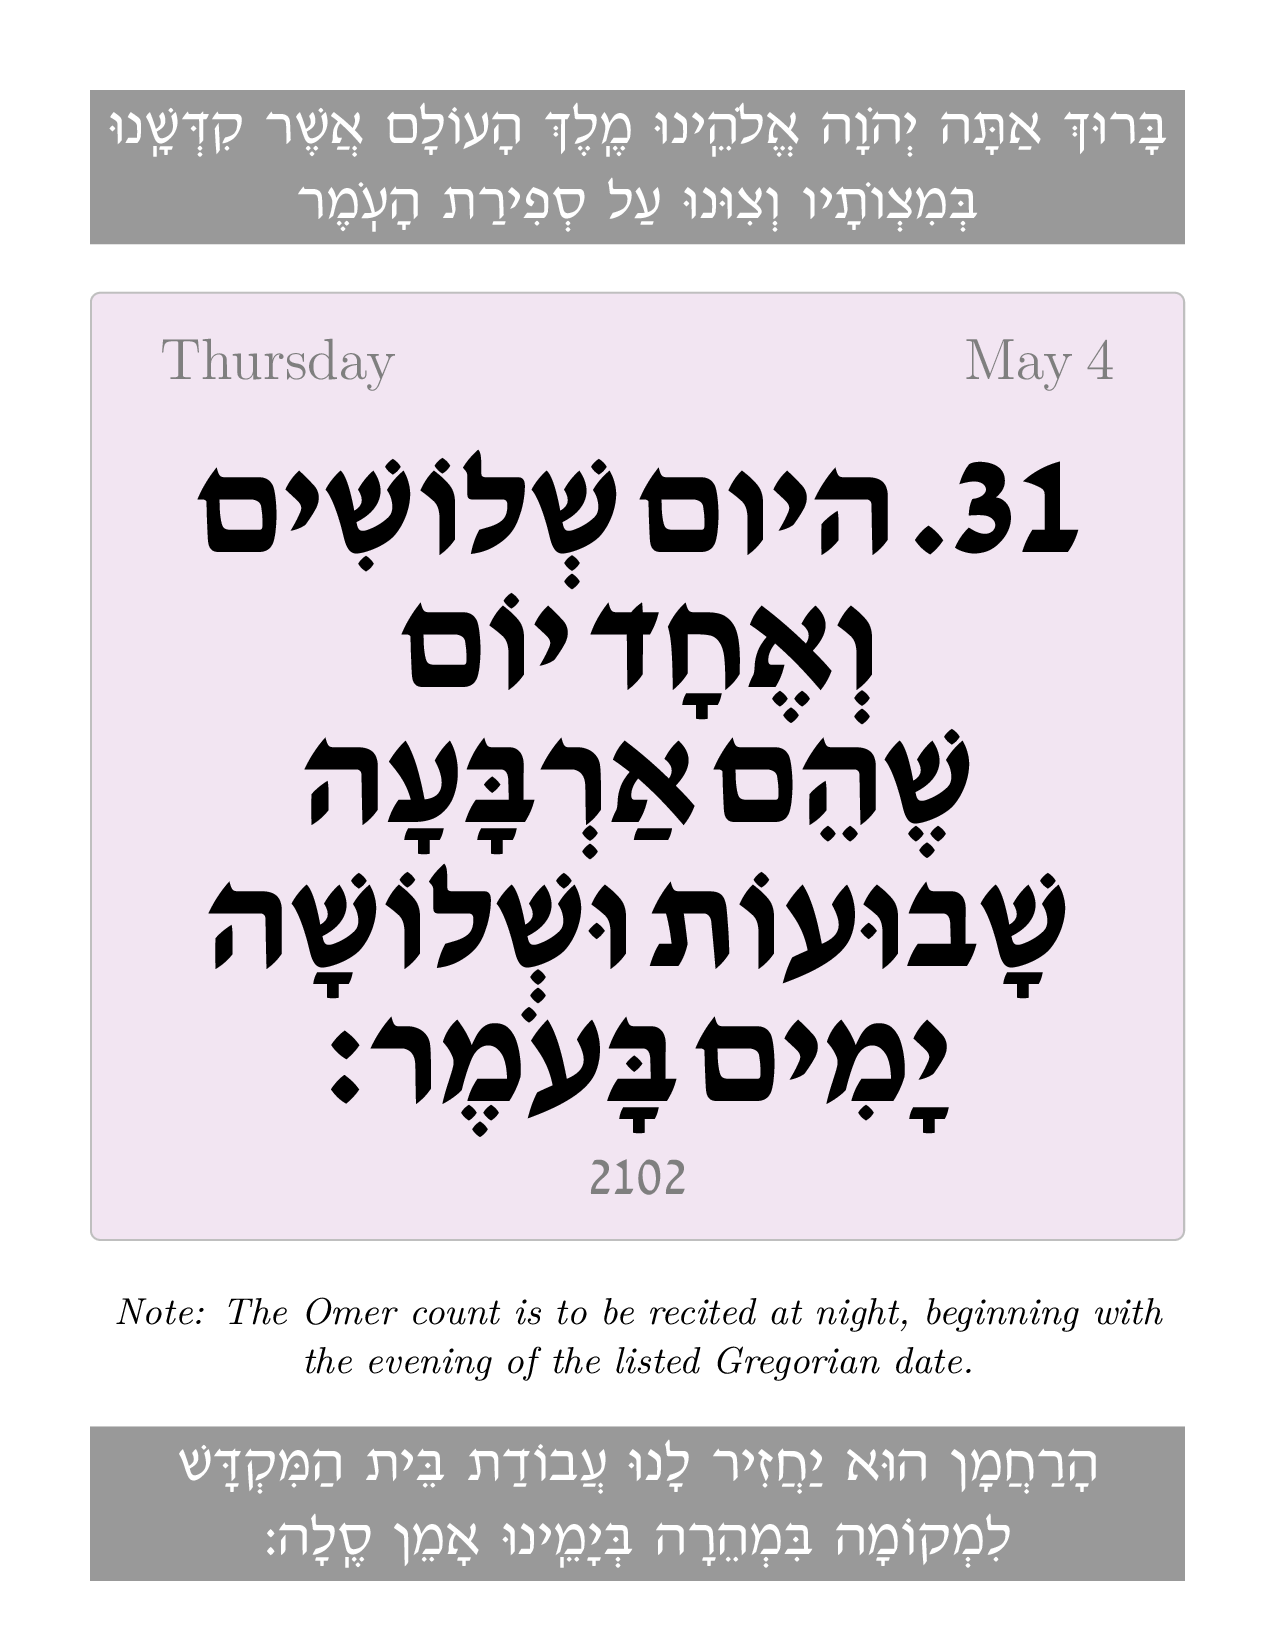 בָּרוּךְ אַתָּה יְהֹוָה אֱלֹהֵֽינוּ מֶֽלֶךְ הָעוֹלָם אֲשֶׁר קִדְּשָֽׁנוּ
בְּמִצְוֹתָיו וְצִוּנוּ עַל סְפִירַת הָעֹֽמֶר
Thursday May 4
31. היום שְׁלוֹשִׁים
וְאֶחָד יוֹם
שֶׁהֵם אַרְבָּעָה
שָׁבוּעוֹת וּשְׁלוֹשָׁה
יָמִים בָּעֹמֶר:
2102
Note: The Omer count is to be recited at night, beginning with
the evening of the listed Gregorian date.
הָרַחֲמָן הוּא יַחֲזִיר לָנוּ עֲבוֹדַת בֵּית הַמִּקְדָּשׁ
לִמְקוֹמָהּ בִּמְהֵרָה בְּיָמֵֽינוּ אָמֵן סֶֽלָה: